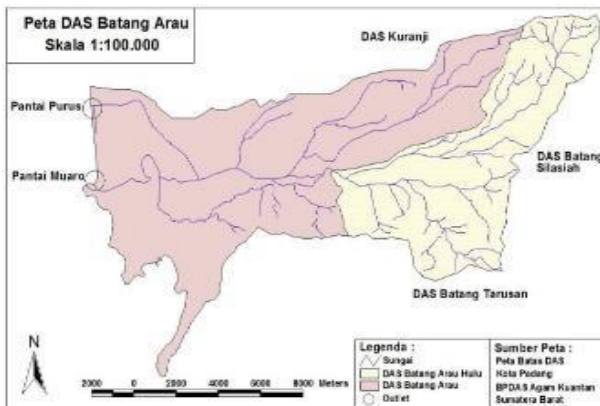 Peta DAS Batang Arau
Skala 1:100.000
DAS Kuranji
Pantai Purus
Pantai Muaro
DAS Batang
Silasiah
DAS Batang Tarusan
N
2000 0 2000 4000 6000 8000 Meters
Legenda :
Sungai
DAS Batang Arau Hulu
DAS Batang Arau
Outlet
Sumber Peta :
Peta Batas DAS
Kota Padang
BPDAS Agam Kuantan
Sumatera Barat